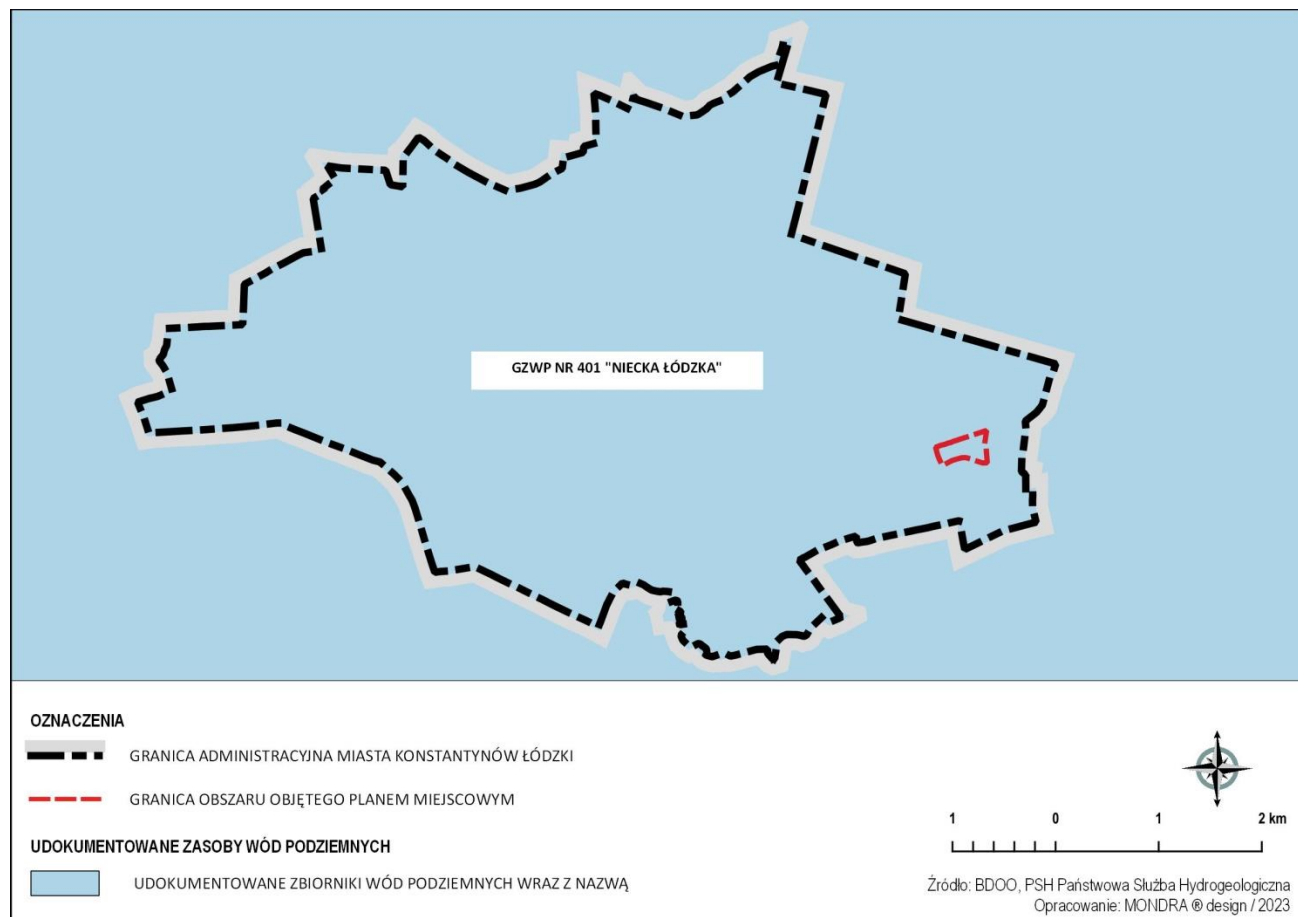 GZWP NR 401 "NIECKA ŁÓDZKA"
OZNACZENIA
GRANICA ADMINISTRACYJNA MIASTA KONSTANTYNÓW ŁÓDZKI
GRANICA OBSZARU OBJĘTEGO PLANEM MIEJSCOWYM
UDOKUMENTOWANE ZASOBY WÓD PODZIEMNYCH
UDOKUMENTOWANE ZBIORNIKI WÓD PODZIEMNYCH WRAZ Z NAZWĄ
1 0 1 2 km
Źródło: BDOO, PSH Państwowa Służba Hydrogeologiczna
Opracowanie: MONDRA ® design / 2023